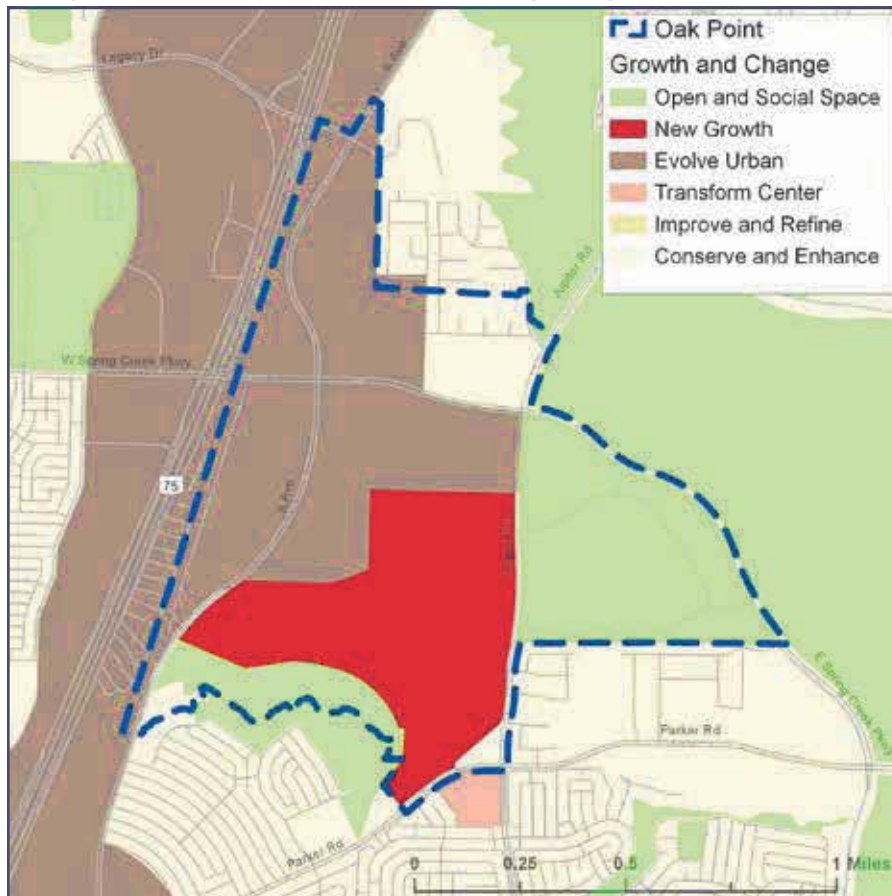 Oak Point
Growth and Change
Open and Social Space
New Growth
Evolve Urban
Transform Center
Improve and Refine
Conserve and Enhance
Legacy Dr
K Ave
Jupiter Rd
W Spring Creek Pkwy
75
K Ave
E Spring Creek Pkwy
Parker Rd
Parker Rd
0 0.25 0.5 1 Miles